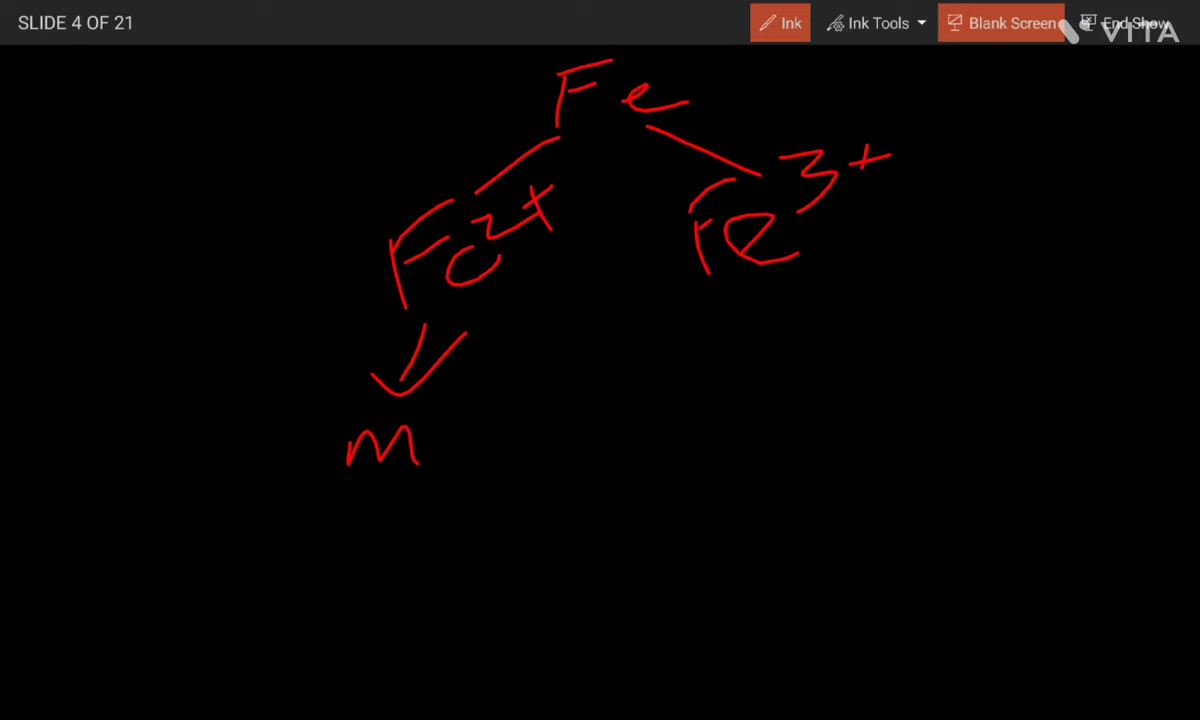 SLIDE 4 OF 21 Ink Ink Tools Blank Screen End Show
VITA
Fe
Fe2+ Fe3+
m